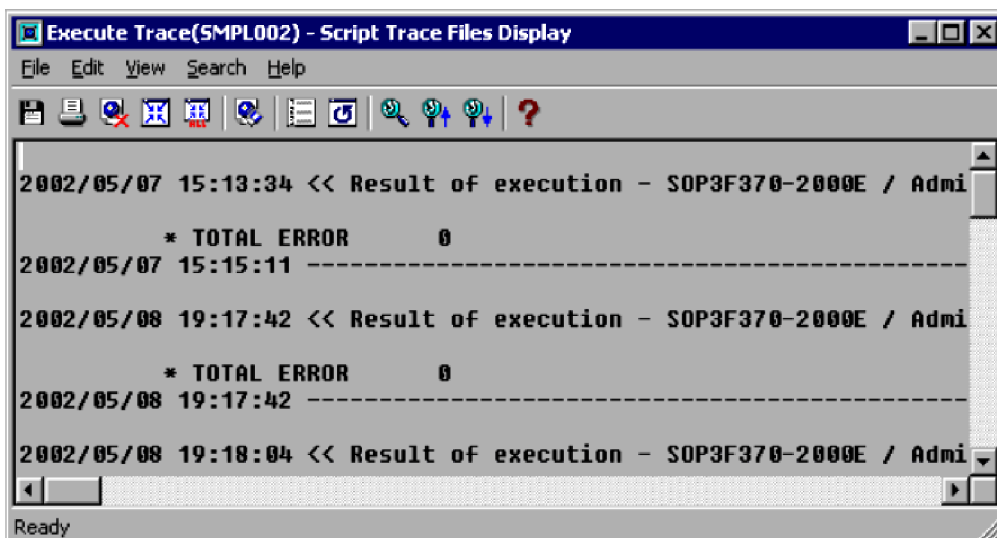 Execute Trace(SMPL002) - Script Trace Files Display
File Edit View Search Help
ALL ?
2002/05/07 15:13:34 << Result of execution - SOP3F370-2000E / Admi
* TOTAL ERROR 0
2002/05/07 15:15:11 ------------------------------------------------
2002/05/08 19:17:42 << Result of execution - SOP3F370-2000E / Admi
* TOTAL ERROR 0
2002/05/08 19:17:42 ------------------------------------------------
2002/05/08 19:18:04 << Result of execution - SOP3F370-2000E / Admi
Ready